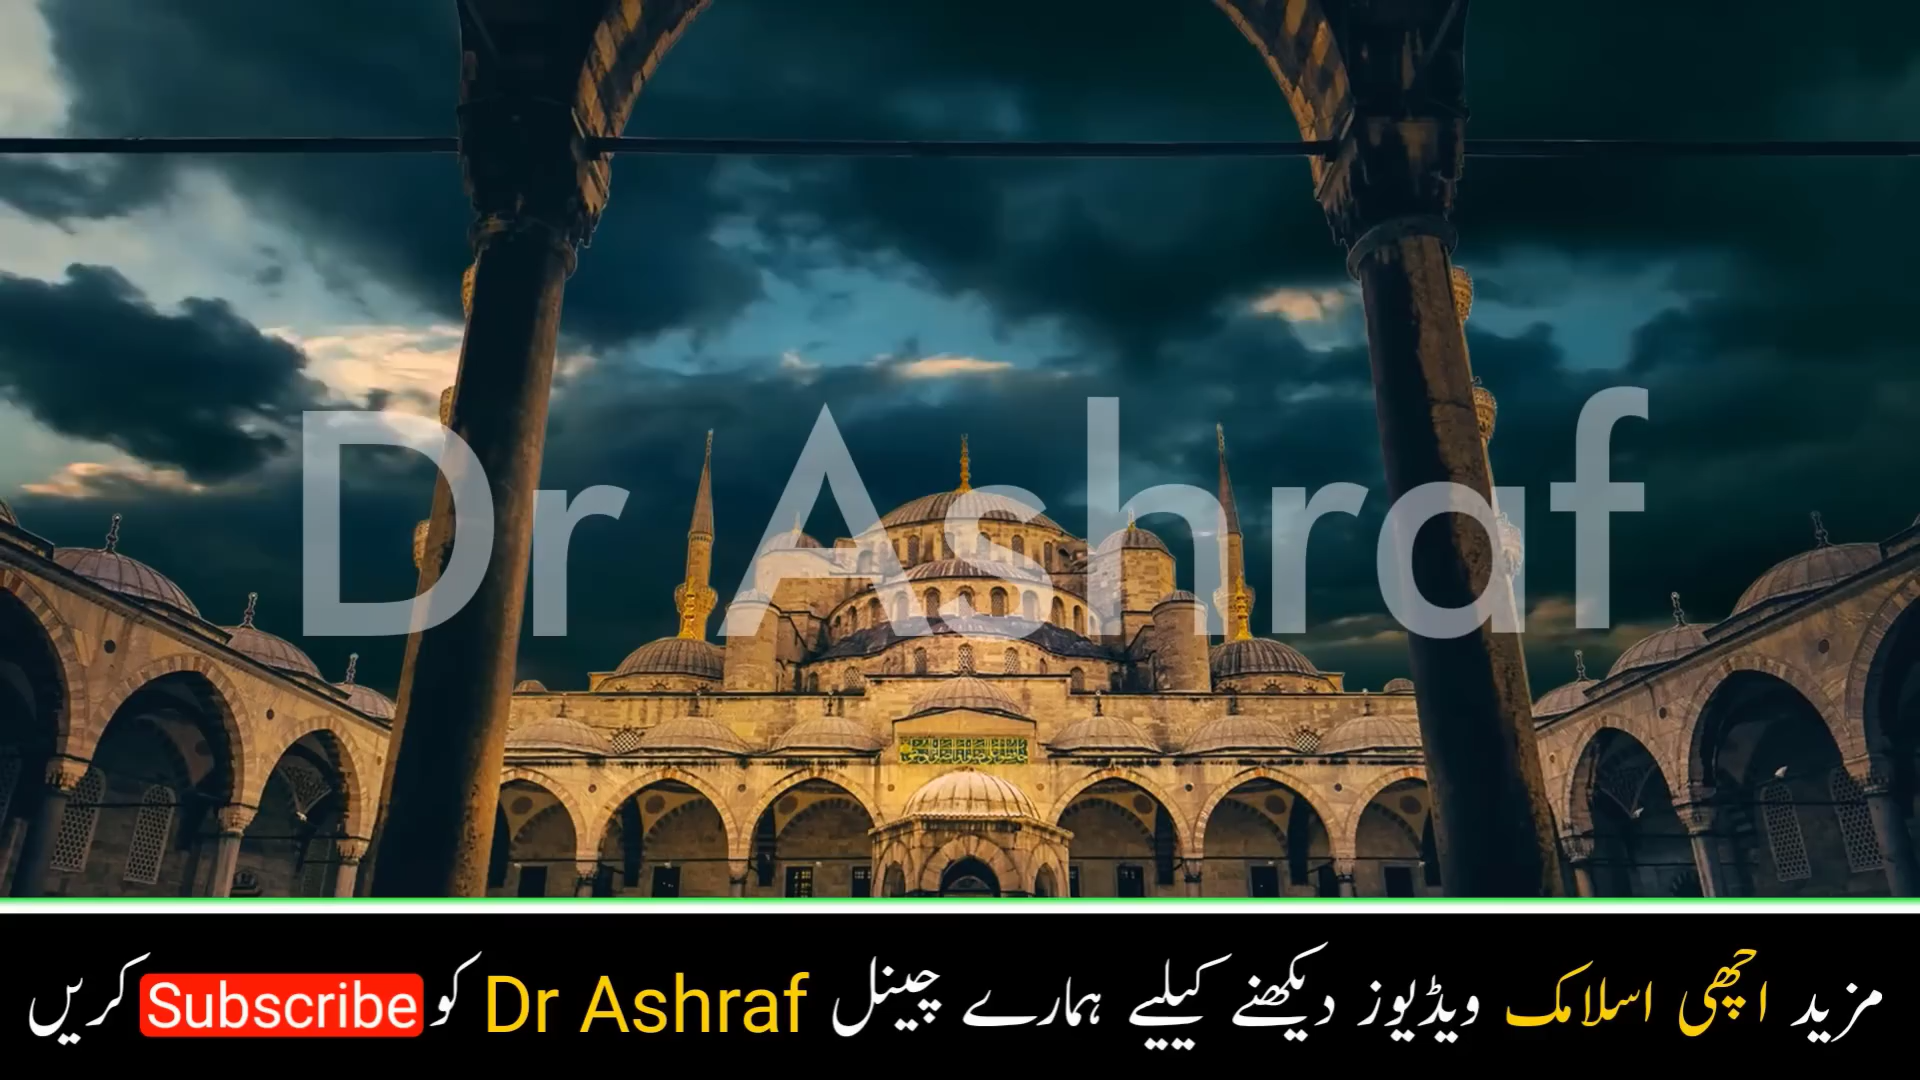 Dr Ashraf
مزید اچھی اسلامک ویڈیوز دیکھنے کیلیے ہمارے چینل Dr Ashraf کو Subscribe کریں